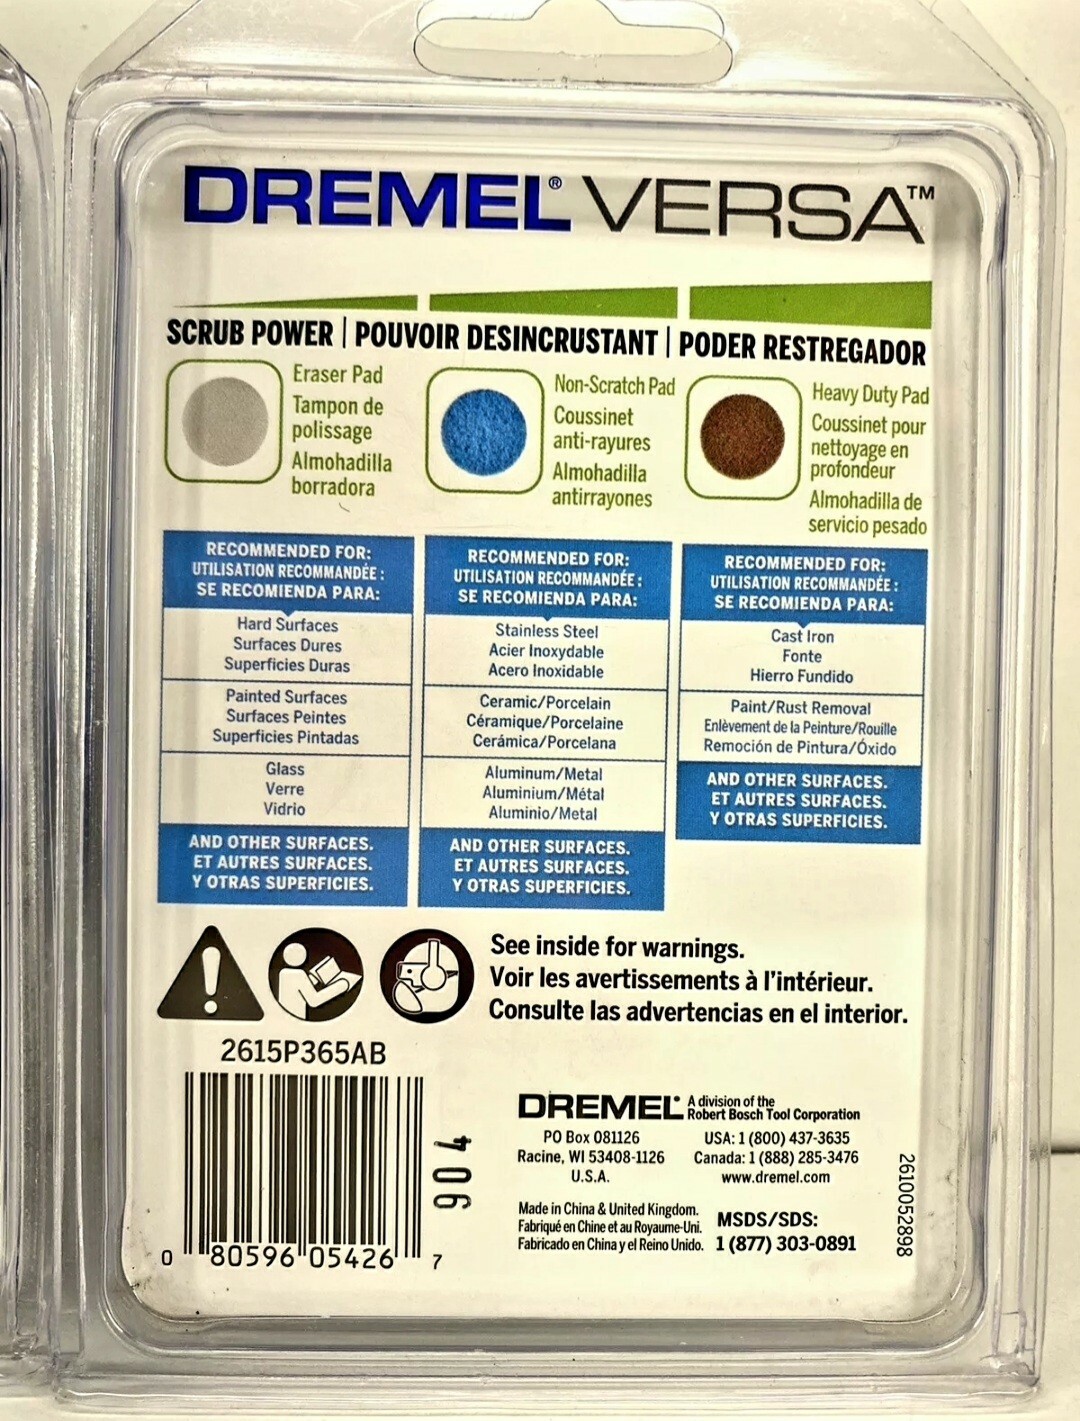 DREMEL® VERSA™
SCRUB POWER | POUVOIR DESINCRUSTANT | PODER RESTREGADOR
Eraser Pad
Tampon de
polissage
Almohadilla
borradora
Non-Scratch Pad
Coussinet
anti-rayures
Almohadilla
antirrayones
Heavy Duty Pad
Coussinet pour
nettoyage en
profondeur
Almohadilla de
servicio pesado
RECOMMENDED FOR:
UTILISATION RECOMMANDÉE :
SE RECOMIENDA PARA:
Hard Surfaces
Surfaces Dures
Superficies Duras
Painted Surfaces
Surfaces Peintes
Superficies Pintadas
Glass
Verre
Vidrio
AND OTHER SURFACES.
ET AUTRES SURFACES.
Y OTRAS SUPERFICIES.
RECOMMENDED FOR:
UTILISATION RECOMMANDÉE :
SE RECOMIENDA PARA:
Stainless Steel
Acier Inoxydable
Acero Inoxidable
Ceramic/Porcelain
Céramique/Porcelaine
Cerámica/Porcelana
Aluminum/Metal
Aluminium/Métal
Aluminio/Metal
AND OTHER SURFACES.
ET AUTRES SURFACES.
Y OTRAS SUPERFICIES.
RECOMMENDED FOR:
UTILISATION RECOMMANDÉE :
SE RECOMIENDA PARA:
Cast Iron
Fonte
Hierro Fundido
Paint/Rust Removal
Enlèvement de la Peinture/Rouille
Remoción de Pintura/Óxido
AND OTHER SURFACES.
ET AUTRES SURFACES.
Y OTRAS SUPERFICIES.
See inside for warnings.
Voir les avertissements à l'intérieur.
Consulte las advertencias en el interior.
2615P365AB
0 80596 05426 7
904
DREMEL® A division of the
Robert Bosch Tool Corporation
PO Box 081126
Racine, WI 53408-1126
U.S.A.
USA: 1 (800) 437-3635
Canada: 1 (888) 285-3476
www.dremel.com
Made in China & United Kingdom.
Fabriqué en Chine et au Royaume-Uni.
Fabricado en China y el Reino Unido.
MSDS/SDS:
1 (877) 303-0891
2610052898